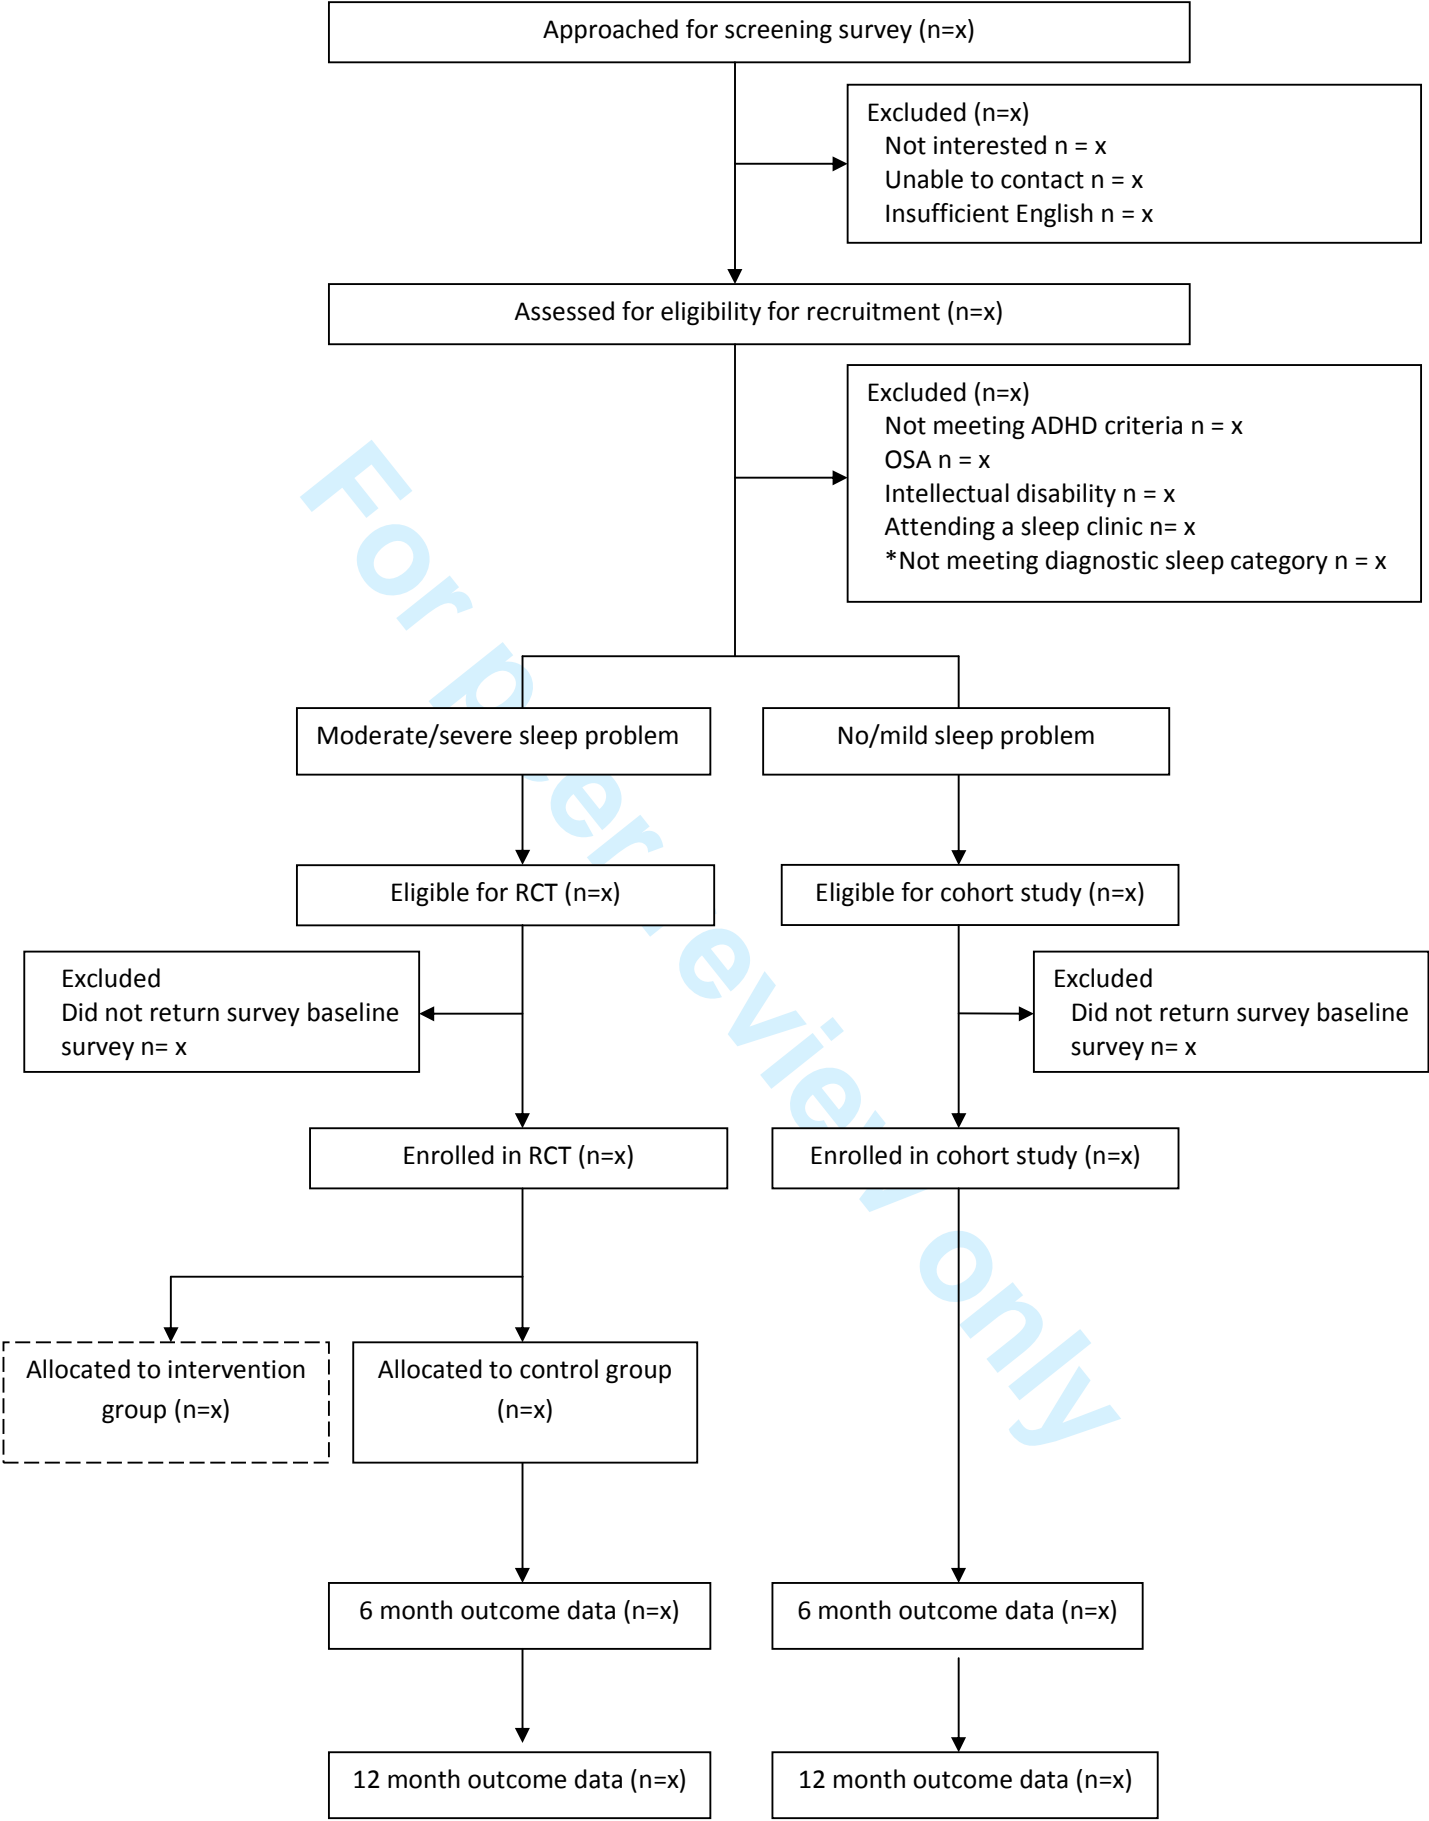 Approached for screening survey (n=x)
Excluded (n=x)
Not interested n = x
Unable to contact n = x
Insufficient English n = x
Assessed for eligibility for recruitment (n=x)
Excluded (n=x)
Not meeting ADHD criteria n = x
OSA n = x
Intellectual disability n = x
Attending a sleep clinic n= x
*Not meeting diagnostic sleep category n = x
Moderate/severe sleep problem
No/mild sleep problem
Eligible for RCT (n=x)
Eligible for cohort study (n=x)
Excluded
Did not return survey baseline
survey n= x
Excluded
Did not return survey baseline
survey n= x
Enrolled in RCT (n=x)
Enrolled in cohort study (n=x)
Allocated to intervention
group (n=x)
Allocated to control group
(n=x)
6 month outcome data (n=x)
6 month outcome data (n=x)
12 month outcome data (n=x)
12 month outcome data (n=x)
For peer review only